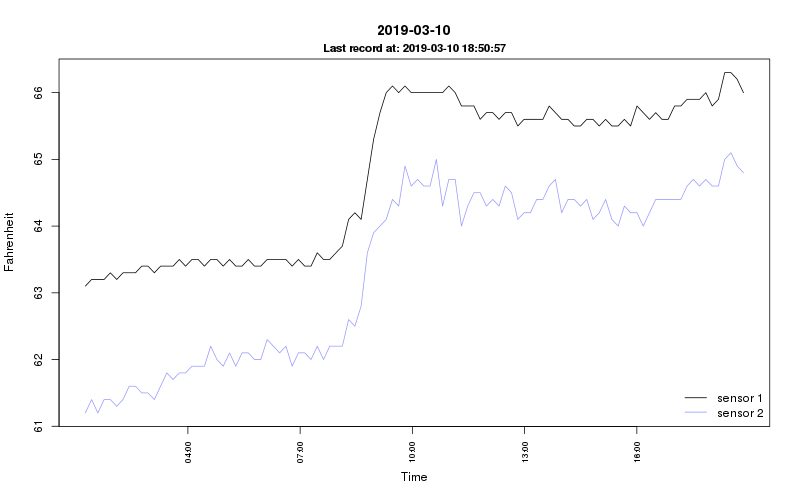 2019-03-10
Last record at: 2019-03-10 18:50:57
Fahrenheit
66
65
64
63
62
61
04:00
07:00
10:00
13:00
16:00
Time
sensor 1
sensor 2